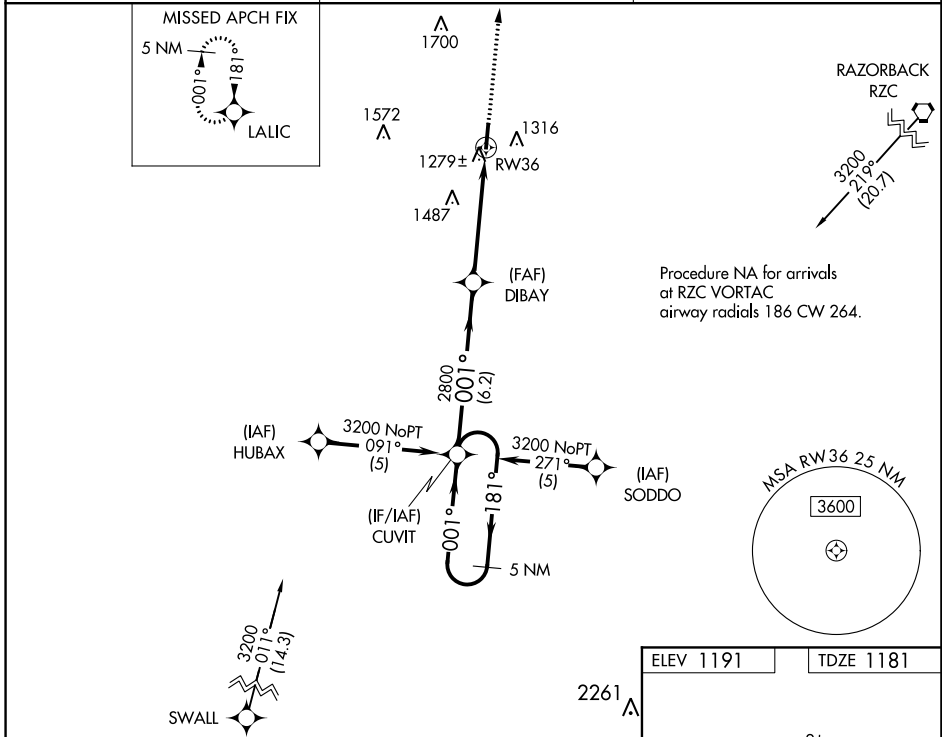 MISSED APCH FIX
5 NM
001°
181°
LALIC
1700
1572
1316
1279±
RW36
1487
RAZORBACK
RZC
3200
219°
(20.7)
(FAF)
DIBAY
Procedure NA for arrivals
at RZC VORTAC
airway radials 186 CW 264.
2800
001°
(6.2)
(IAF)
HUBAX
3200 NoPT
091°
(5)
3200 NoPT
271°
(5)
(IAF)
SODDO
(IF/IAF)
CUVIT
001°
181°
5 NM
MSA RW36 25 NM
3600
3200
011°
(14.3)
SWALL
2261
ELEV 1191
TDZE 1181